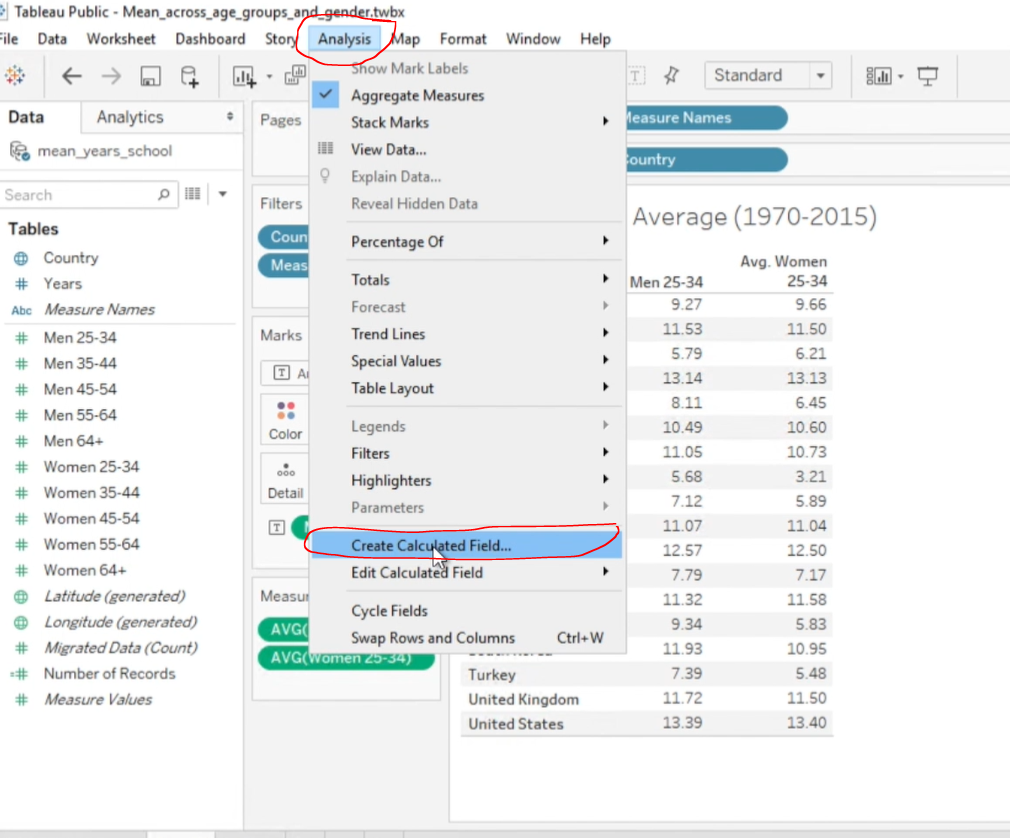 Tableau Public - Mean_across_age_groups_and_gender.twbx
File Data Worksheet Dashboard Story Analysis Map Format Window Help
Standard
Data
Analytics
mean_years_school
Search
Tables
Country
Years
Abc Measure Names
Men 25-34
Men 35-44
Men 45-54
Men 55-64
Men 64+
Women 25-34
Women 35-44
Women 45-54
Women 55-64
Women 64+
Latitude (generated)
Longitude (generated)
Migrated Data (Count)
Number of Records
Measure Values
Pages
Filters
Coun
Meas
Marks
T A
Color
Detail
T
Measur
AVG(
AVG(Women 25-34)
Show Mark Labels
Aggregate Measures
Stack Marks
View Data...
Explain Data...
Reveal Hidden Data
Percentage Of
Totals
Forecast
Trend Lines
Special Values
Table Layout
Legends
Filters
Highlighters
Parameters
Create Calculated Field...
Edit Calculated Field
Cycle Fields
Swap Rows and Columns Ctrl+W
T
Measure Names
Country
Average (1970-2015)
Avg. Women
Men 25-34 25-34
9.27 9.66
11.53 11.50
5.79 6.21
13.14 13.13
8.11 6.45
10.49 10.60
11.05 10.73
5.68 3.21
7.12 5.89
11.07 11.04
12.57 12.50
7.79 7.17
11.32 11.58
9.34 5.83
11.93 10.95
Turkey 7.39 5.48
United Kingdom 11.72 11.50
United States 13.39 13.40